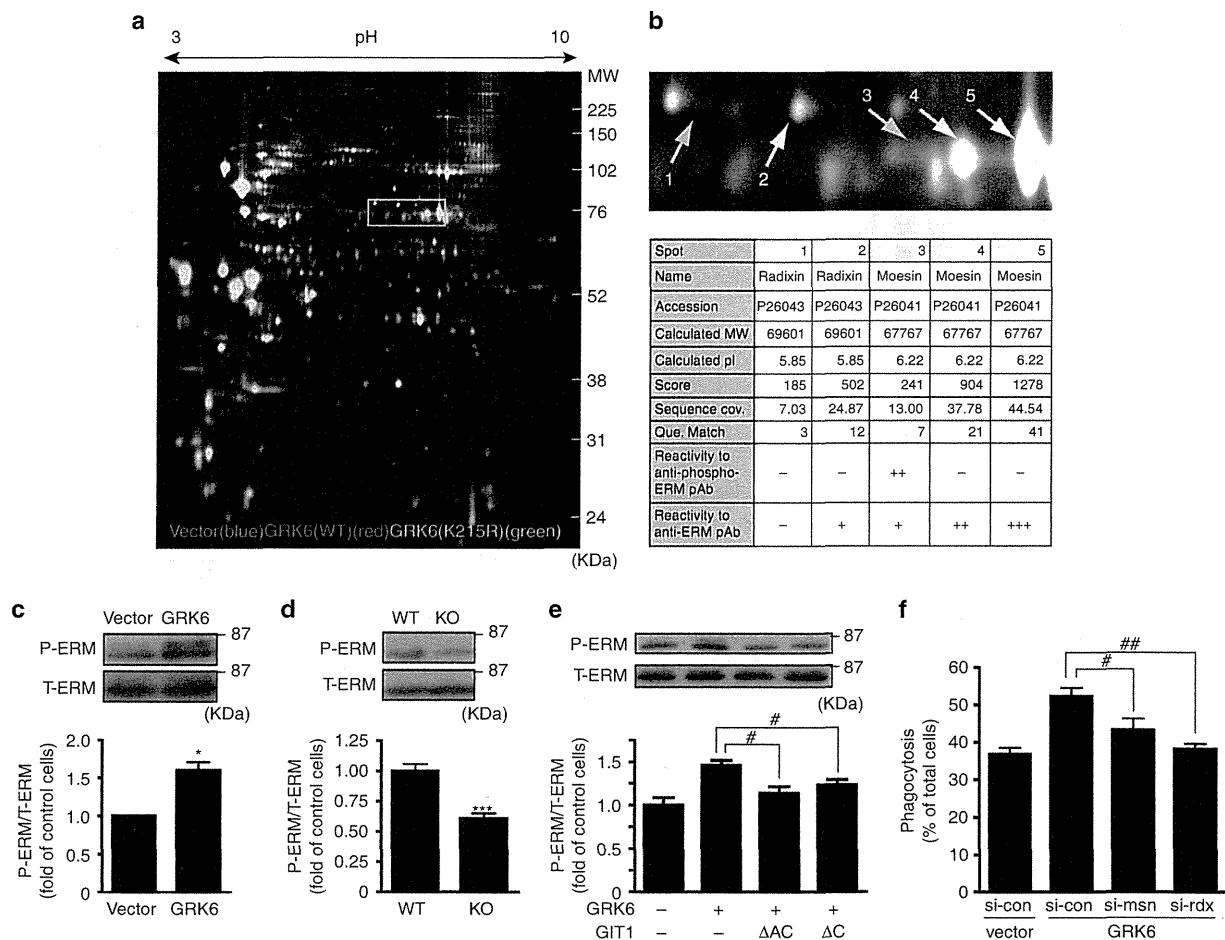 a
3 pH 10
MW
225
150
102
76
52
38
31
24
(KDa)
Vector(blue)GRK6(WT)(red)GRK6(K215R)(green)
b
1 2 3 4 5
Spot 1 2 3 4 5
Name Radixin Radixin Moesin Moesin Moesin
Accession P26043 P26043 P26041 P26041 P26041
Calculated MW 69601 69601 67767 67767 67767
Calculated pI 5.85 5.85 6.22 6.22 6.22
Score 185 502 241 904 1278
Sequence cov. 7.03 24.87 13.00 37.78 44.54
Que. Match 3 12 7 21 41
Reactivity to
anti-phospho-
ERM pAb – – ++ – –
Reactivity to
anti-ERM pAb – + + ++ +++
c
Vector GRK6
P-ERM 87
T-ERM 87
(KDa)
P-ERM/T-ERM
(fold of control cells)
2.0
1.5
1.0
0
*
Vector GRK6
d
WT KO
P-ERM 87
T-ERM 87
(KDa)
P-ERM/T-ERM
(fold of control cells)
1.25
1.00
0.75
0.50
0.25
0
***
WT KO
e
P-ERM 87
T-ERM 87
(KDa)
P-ERM/T-ERM
(fold of control cells)
1.5
1.0
0
#
#
GRK6 – + + +
GIT1 – – ΔAC ΔC
f
Phagocytosis
(% of total cells)
60
50
40
30
20
10
0
##
#
si-con si-con si-msn si-rdx
vector GRK6